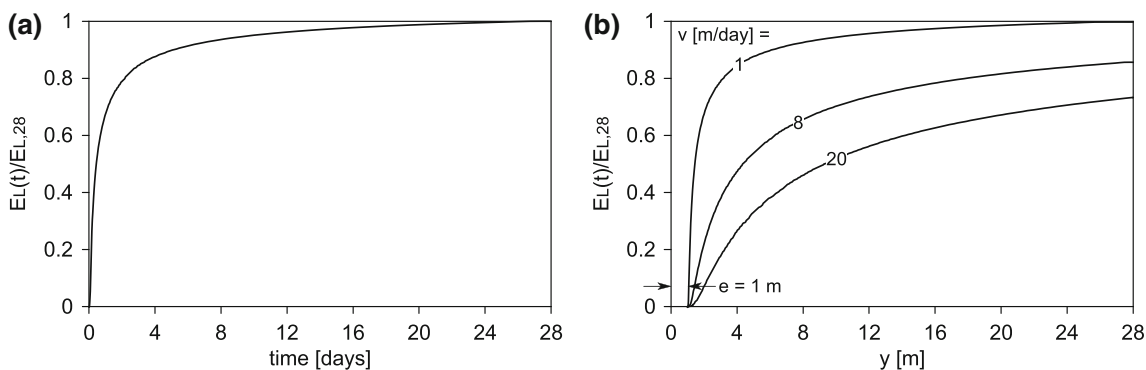 (a)
EL(t)/EL,28
1
0.8
0.6
0.4
0.2
0
0 4 8 12 16 20 24 28
time [days]
(b)
EL(t)/EL,28
1
0.8
0.6
0.4
0.2
0
v [m/day] =
1
8
20
e = 1 m
0 4 8 12 16 20 24 28
y [m]